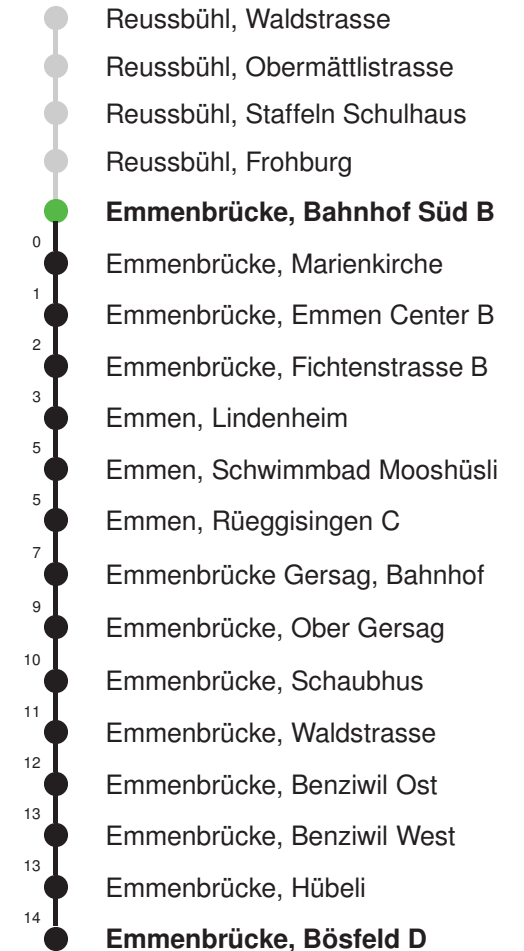 Reussbühl, Waldstrasse
Reussbühl, Obermättlistrasse
Reussbühl, Staffeln Schulhaus
Reussbühl, Frohburg
Emmenbrücke, Bahnhof Süd B
0
Emmenbrücke, Marienkirche
1
Emmenbrücke, Emmen Center B
2
Emmenbrücke, Fichtenstrasse B
3
Emmen, Lindenheim
5
Emmen, Schwimmbad Mooshüsli
5
Emmen, Rüeggisingen C
7
Emmenbrücke Gersag, Bahnhof
9
Emmenbrücke, Ober Gersag
10
Emmenbrücke, Schaubhus
11
Emmenbrücke, Waldstrasse
12
Emmenbrücke, Benziwil Ost
13
Emmenbrücke, Benziwil West
13
Emmenbrücke, Hübeli
14
Emmenbrücke, Bösfeld D